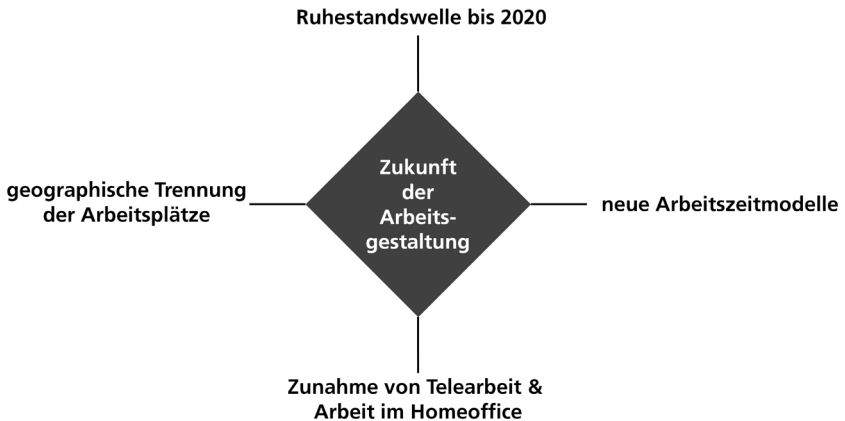 Ruhestandswelle bis 2020
geographische Trennung
der Arbeitsplätze
Zukunft
der
Arbeits-
gestaltung
neue Arbeitszeitmodelle
Zunahme von Telearbeit &
Arbeit im Homeoffice